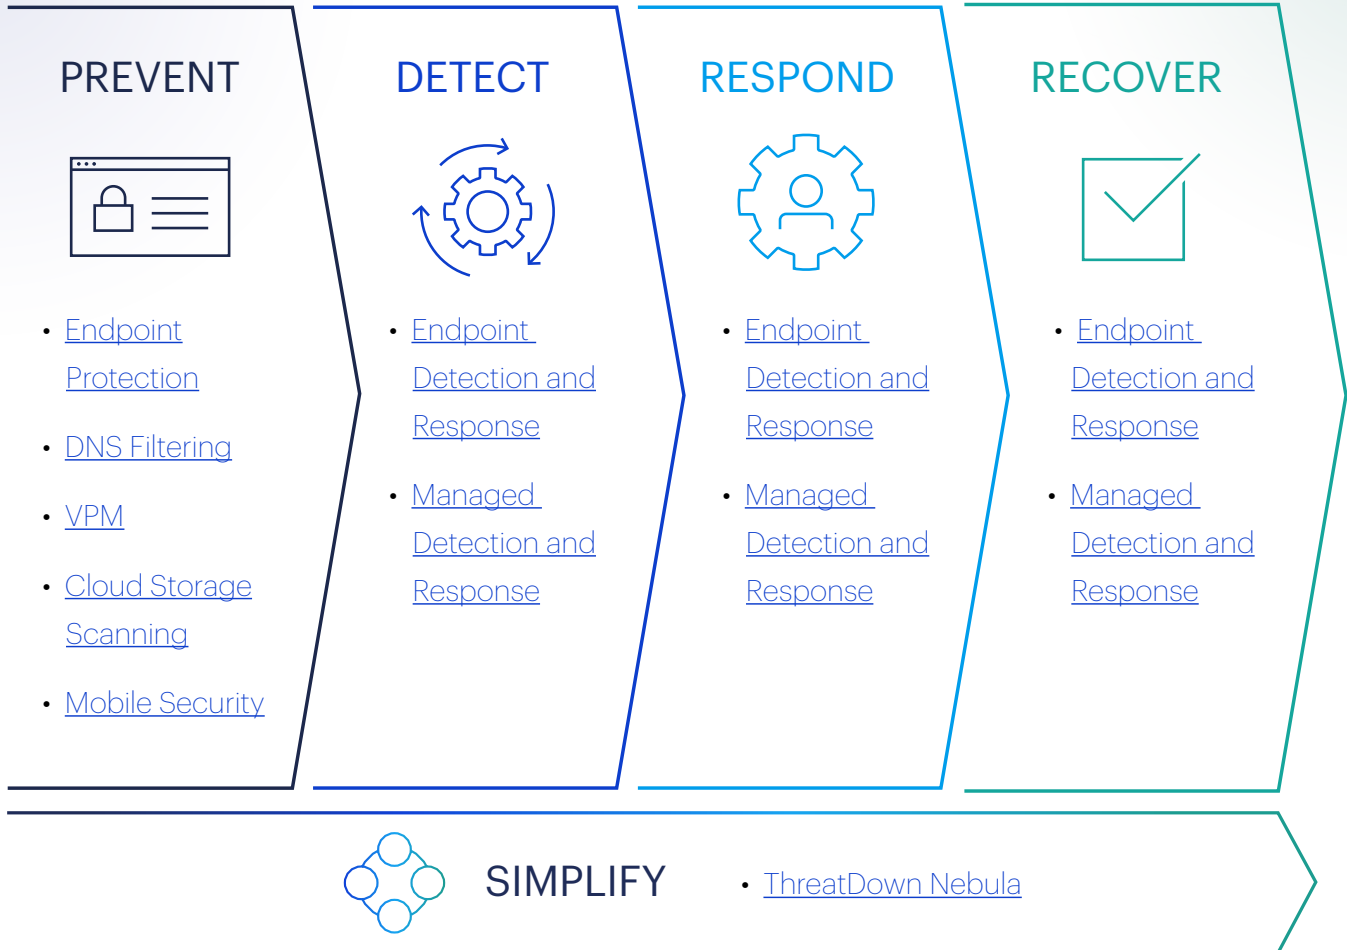 PREVENT
• Endpoint
Protection
• DNS Filtering
• VPM
• Cloud Storage
Scanning
• Mobile Security
DETECT
• Endpoint
Detection and
Response
• Managed
Detection and
Response
RESPOND
• Endpoint
Detection and
Response
• Managed
Detection and
Response
RECOVER
• Endpoint
Detection and
Response
• Managed
Detection and
Response
SIMPLIFY
• ThreatDown Nebula